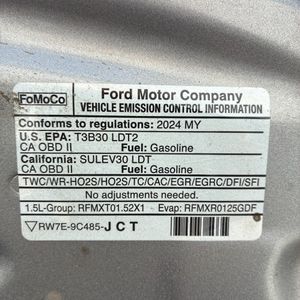 FoMoCo
Ford Motor Company
VEHICLE EMISSION CONTROL INFORMATION
Conforms to regulations: 2024 MY
U.S. EPA: T3B30 LDT2
CA OBD II Fuel: Gasoline
California: SULEV30 LDT
CA OBD II Fuel: Gasoline
TWC/WR-HO2S/HO2S/TC/CAC/EGR/EGRC/DFI/SFI
No adjustments needed.
1.5L-Group: RFMXT01.52X1 Evap: RFMXR0125GDF
RW7E-9C485-JCT